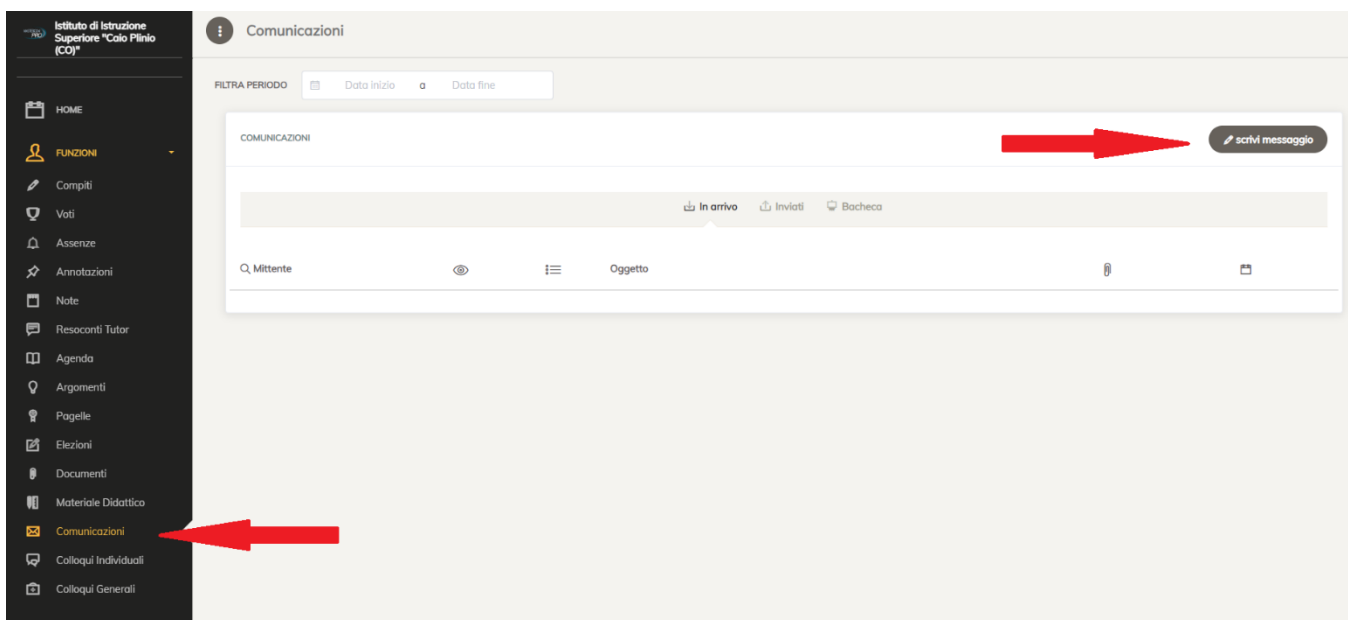 Istituto di Istruzione
Superiore "Caio Plinio
(CO)"
HOME
FUNZIONI
Compiti
Voti
Assenze
Annotazioni
Note
Resoconti Tutor
Agenda
Argomenti
Pagelle
Elezioni
Documenti
Materiale Didattico
Comunicazioni
Colloqui Individuali
Colloqui Generali
Comunicazioni
FILTRA PERIODO Data inizio a Data fine
COMUNICAZIONI
scrivi messaggio
In arrivo Inviati Bacheca
Mittente Oggetto